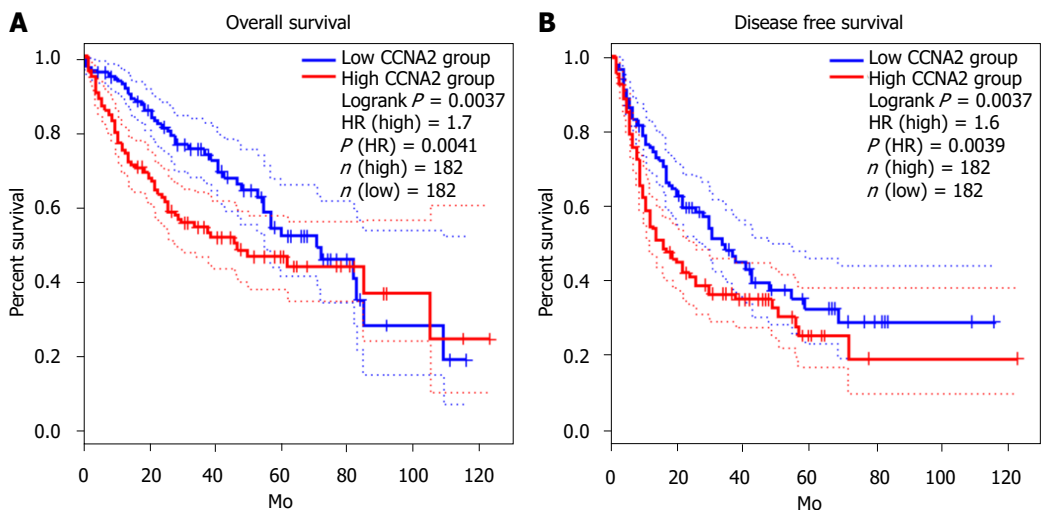 A
Overall survival
Low CCNA2 group
High CCNA2 group
Logrank P = 0.0037
HR (high) = 1.7
P (HR) = 0.0041
n (high) = 182
n (low) = 182
Percent survival
1.0
0.8
0.6
0.4
0.2
0.0
0 20 40 60 80 100 120
Mo
B
Disease free survival
Low CCNA2 group
High CCNA2 group
Logrank P = 0.0037
HR (high) = 1.6
P (HR) = 0.0039
n (high) = 182
n (low) = 182
Percent survival
1.0
0.8
0.6
0.4
0.2
0.0
0 20 40 60 80 100 120
Mo